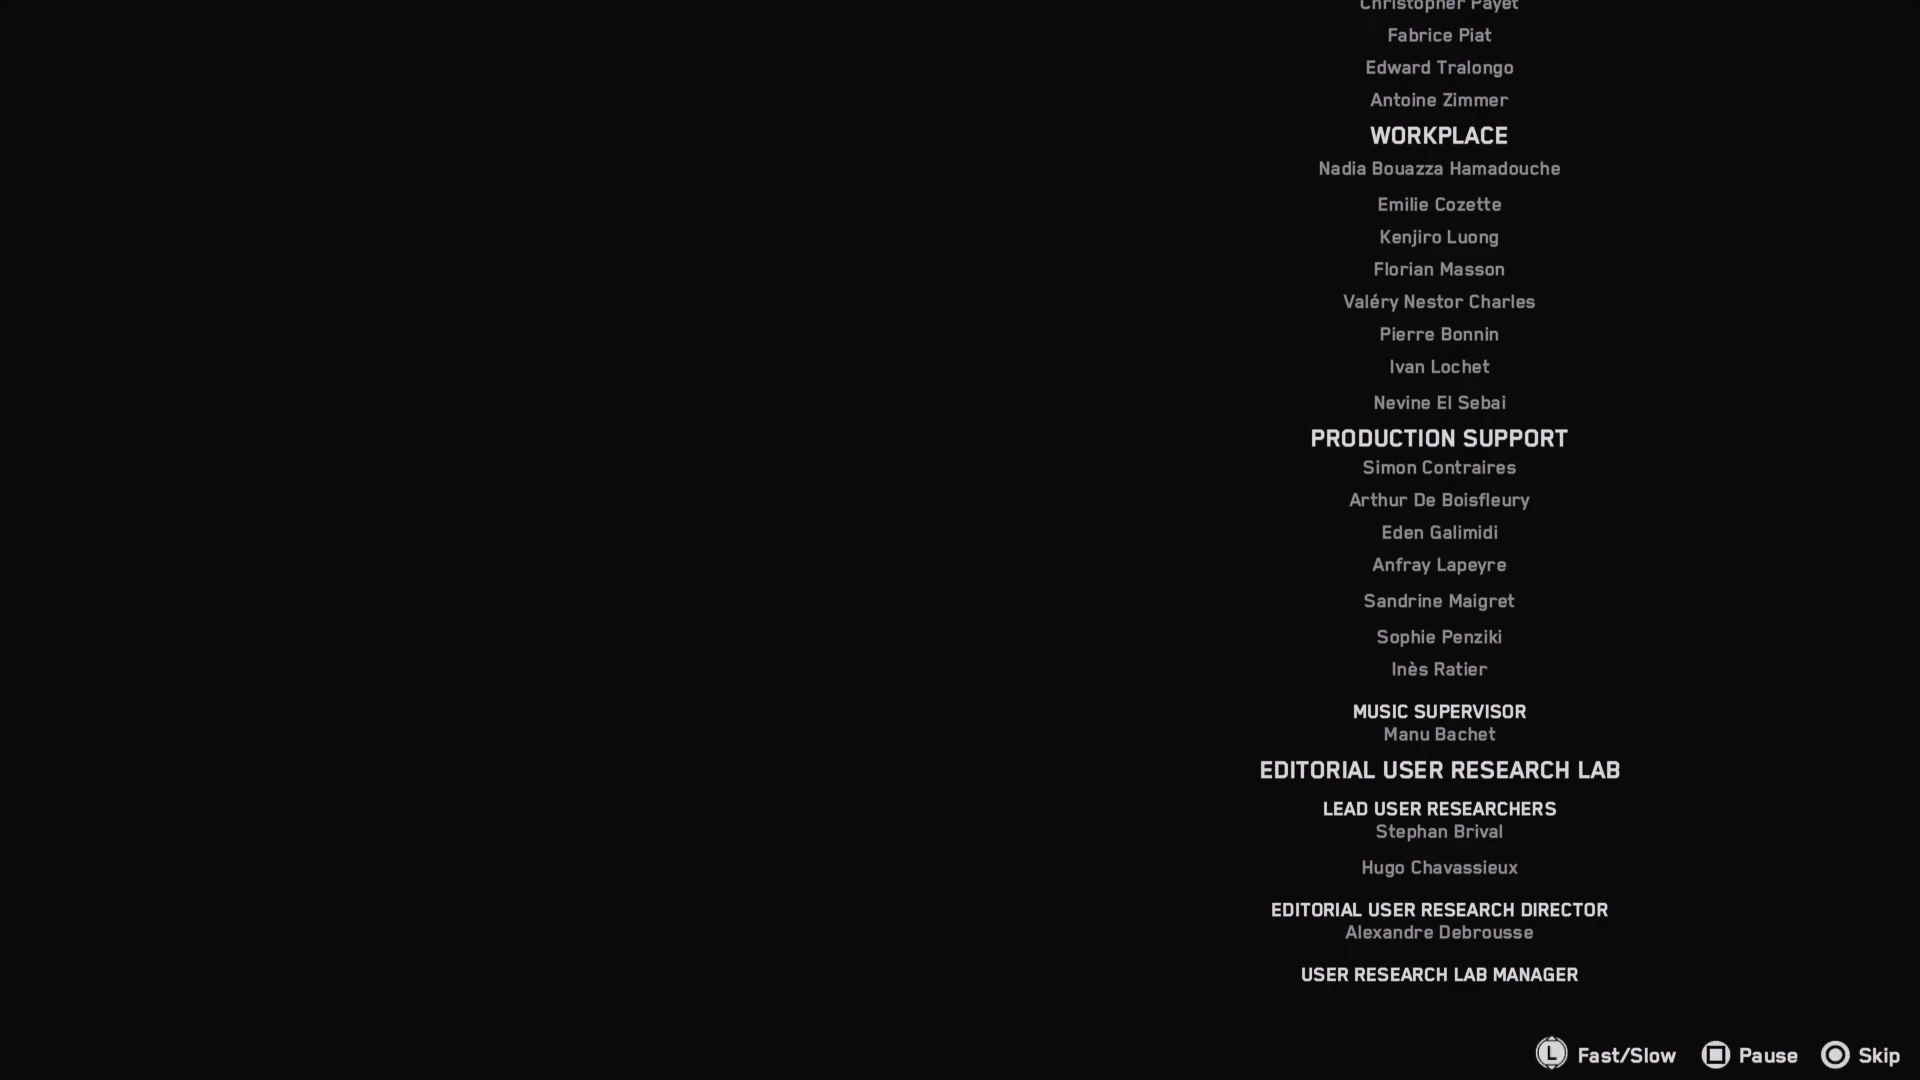 Christopher Payet
Fabrice Piat
Edward Tralongo
Antoine Zimmer
WORKPLACE
Nadia Bouazza Hamadouche
Emilie Cozette
Kenjiro Luong
Florian Masson
Valéry Nestor Charles
Pierre Bonnin
Ivan Lochet
Nevine El Sebai
PRODUCTION SUPPORT
Simon Contraires
Arthur De Boisfleury
Eden Galimidi
Anfray Lapeyre
Sandrine Maigret
Sophie Penziki
Inès Ratier
MUSIC SUPERVISOR
Manu Bachet
EDITORIAL USER RESEARCH LAB
LEAD USER RESEARCHERS
Stephan Brival
Hugo Chavassieux
EDITORIAL USER RESEARCH DIRECTOR
Alexandre Debrousse
USER RESEARCH LAB MANAGER
L Fast/Slow Pause Skip